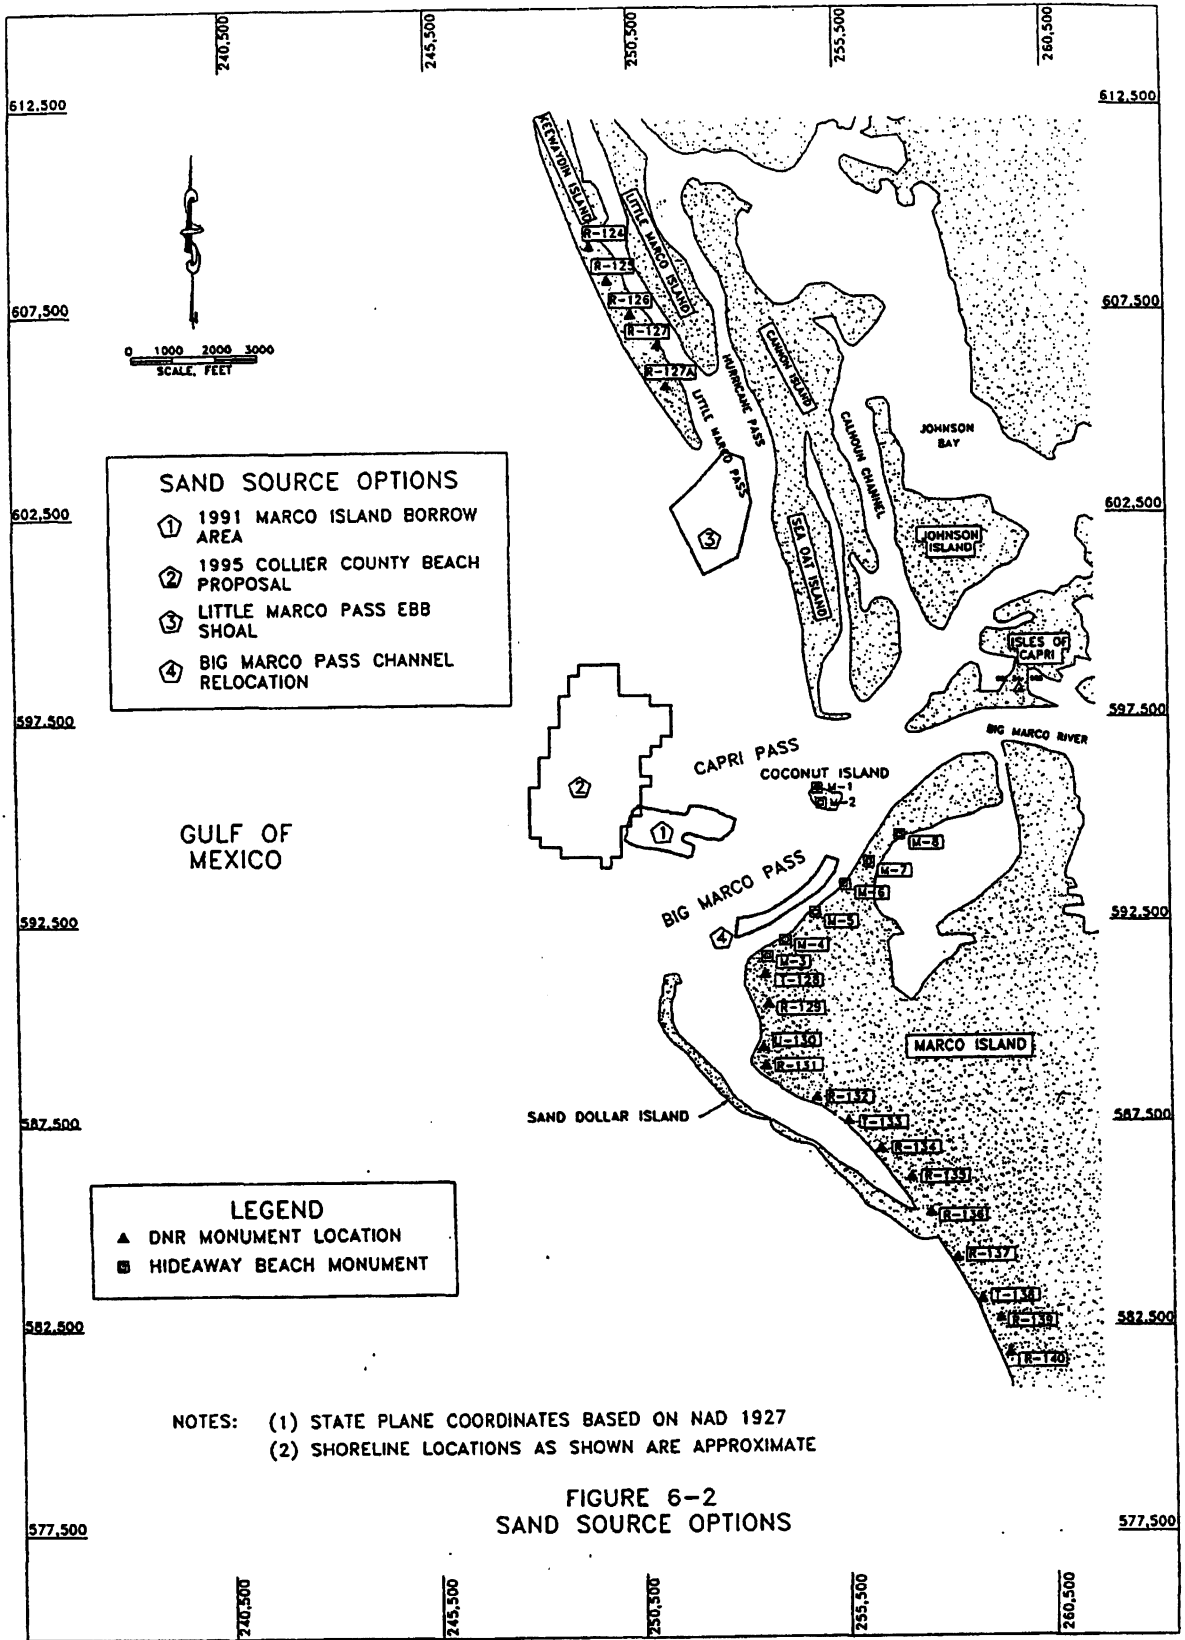 240,500
245,500
250,500
255,500
260,500
612,500
612,500
KEEWAYDIN ISLAND
LITTLE MARCO ISLAND
R-124
R-125
R-126
R-127
R-127A
607,500
607,500
0 1000 2000 3000
SCALE, FEET
CANNON ISLAND
HURRICANE PASS
LITTLE MARCO PASS
CALHOUN CHANNEL
JOHNSON
BAY
SAND SOURCE OPTIONS
1 1991 MARCO ISLAND BORROW
AREA
2 1995 COLLIER COUNTY BEACH
PROPOSAL
3 LITTLE MARCO PASS EBB
SHOAL
4 BIG MARCO PASS CHANNEL
RELOCATION
602,500
602,500
3
SEA OAT ISLAND
JOHNSON
ISLAND
ISLES OF
CAPRI
597,500
597,500
BIG MARCO RIVER
CAPRI PASS
COCONUT ISLAND
M-1
M-2
2
1
GULF OF
MEXICO
M-8
M-7
M-6
BIG MARCO PASS
M-5
592,500
592,500
4
M-4
M-3
T-128
R-129
U-130
R-131
MARCO ISLAND
R-132
SAND DOLLAR ISLAND
T-133
587,500
587,500
R-134
R-135
R-136
R-137
T-138
R-139
R-140
LEGEND
DNR MONUMENT LOCATION
HIDEAWAY BEACH MONUMENT
582,500
582,500
NOTES: (1) STATE PLANE COORDINATES BASED ON NAD 1927
(2) SHORELINE LOCATIONS AS SHOWN ARE APPROXIMATE
FIGURE 6-2
SAND SOURCE OPTIONS
577,500
577,500
240,500
245,500
250,500
255,500
260,500